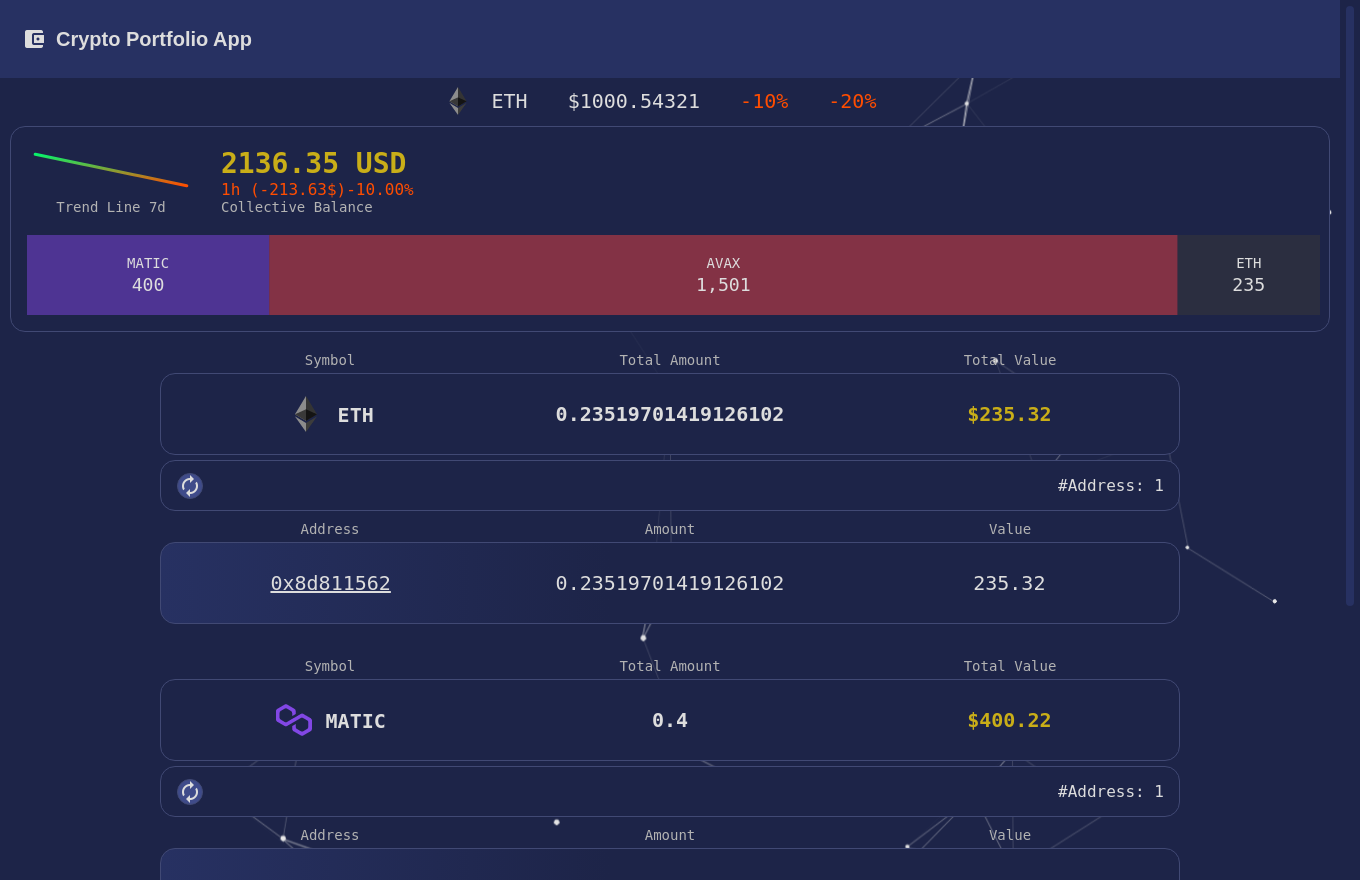 Crypto Portfolio App
ETH $1000.54321 -10% -20%
2136.35 USD
1h (-213.63$)-10.00%
Trend Line 7d
Collective Balance
MATIC
400
AVAX
1,501
ETH
235
Symbol Total Amount Total Value
ETH 0.23519701419126102 $235.32
#Address: 1
Address Amount Value
0x8d811562 0.23519701419126102 235.32
Symbol Total Amount Total Value
MATIC 0.4 $400.22
#Address: 1
Address Amount Value